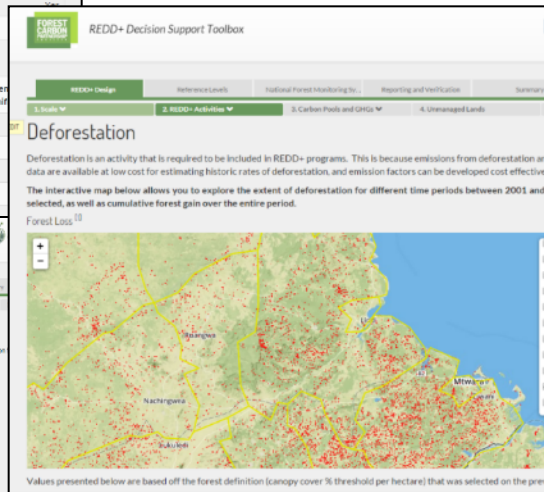 Yes
FOREST
CARBON
PARTNERSHIP
REDD+ Decision Support Toolbox
REDD+ Design
Reference Levels
National Forest Monitoring Sy...
Reporting and Verification
Summary
1. Scale
2. REDD+ Activities
3. Carbon Pools and GHGs
4. Unmanaged Lands
Deforestation
Deforestation is an activity that is required to be included in REDD+ programs. This is because emissions from deforestation ar
data are available at low cost for estimating historic rates of deforestation, and emission factors can be developed cost effective
The interactive map below allows you to explore the extent of deforestation for different time periods between 2001 and
selected, as well as cumulative forest gain over the entire period.
Forest Loss
+
−
Nachingwea
Mtwara
Values presented below are based off the forest definition (canopy cover % threshold per hectare) that was selected on the prev